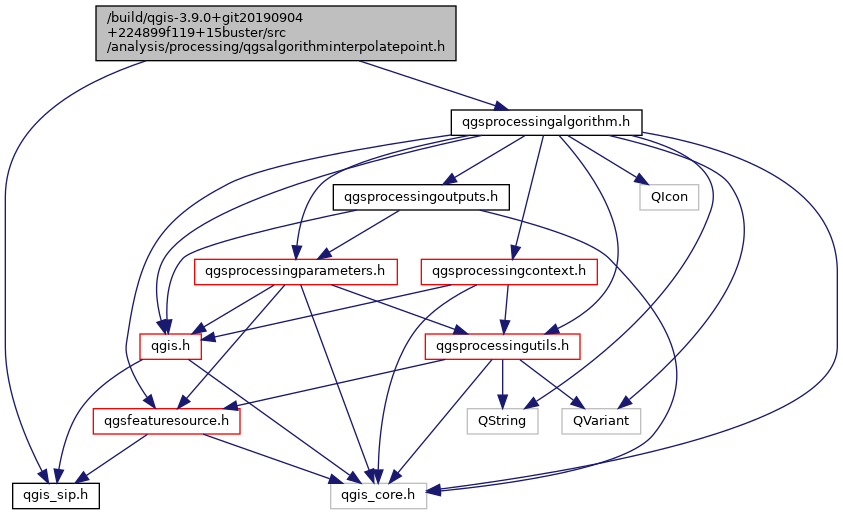 /build/qgis-3.9.0+git20190904
+224899f119+15buster/src
/analysis/processing/qgsalgorithminterpolatepoint.h
qgsprocessingalgorithm.h
qgsprocessingoutputs.h
QIcon
qgsprocessingparameters.h
qgsprocessingcontext.h
qgis.h
qgsprocessingutils.h
qgsfeaturesource.h
QString
QVariant
qgis_sip.h
qgis_core.h